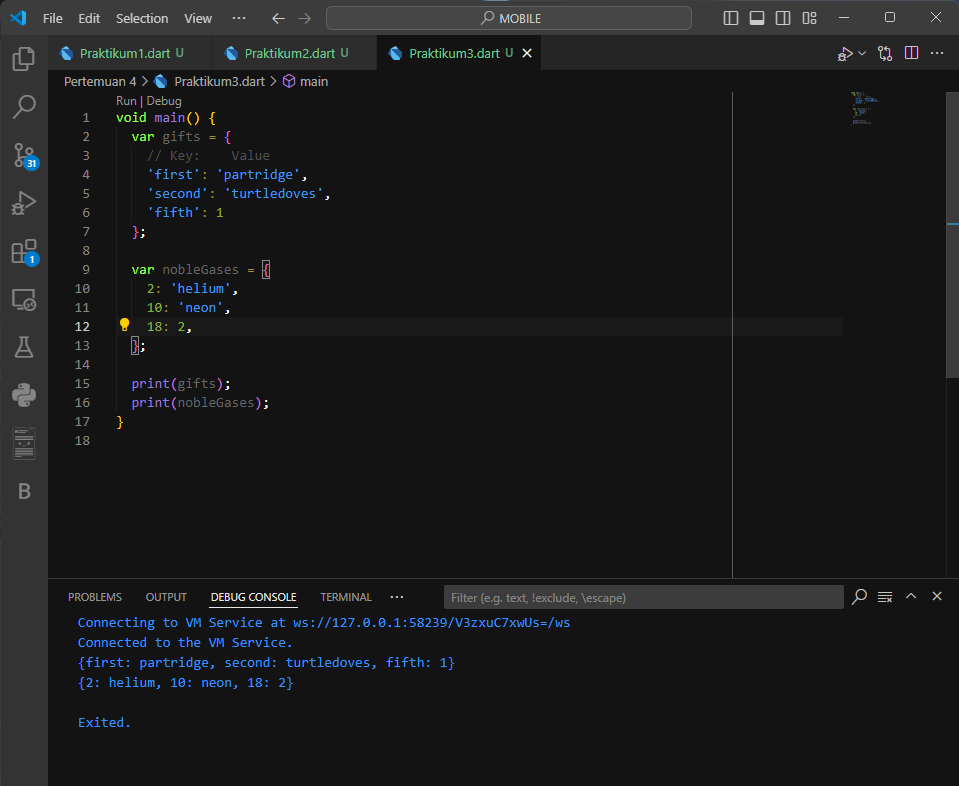 File Edit Selection View ··· MOBILE
Praktikum1.dart U Praktikum2.dart U Praktikum3.dart U
Pertemuan 4 > Praktikum3.dart > main
Run | Debug
1 void main() {
2 var gifts = {
3 // Key: Value
4 'first': 'partridge',
5 'second': 'turtledoves',
6 'fifth': 1
7 };
8
9 var nobleGases = {
10 2: 'helium',
11 10: 'neon',
12 18: 2,
13 };
14
15 print(gifts);
16 print(nobleGases);
17 }
18
31
1
B
PROBLEMS OUTPUT DEBUG CONSOLE TERMINAL ··· Filter (e.g. text, !exclude, \escape)
Connecting to VM Service at ws://127.0.0.1:58239/V3zxuC7xwUs=/ws
Connected to the VM Service.
{first: partridge, second: turtledoves, fifth: 1}
{2: helium, 10: neon, 18: 2}
Exited.